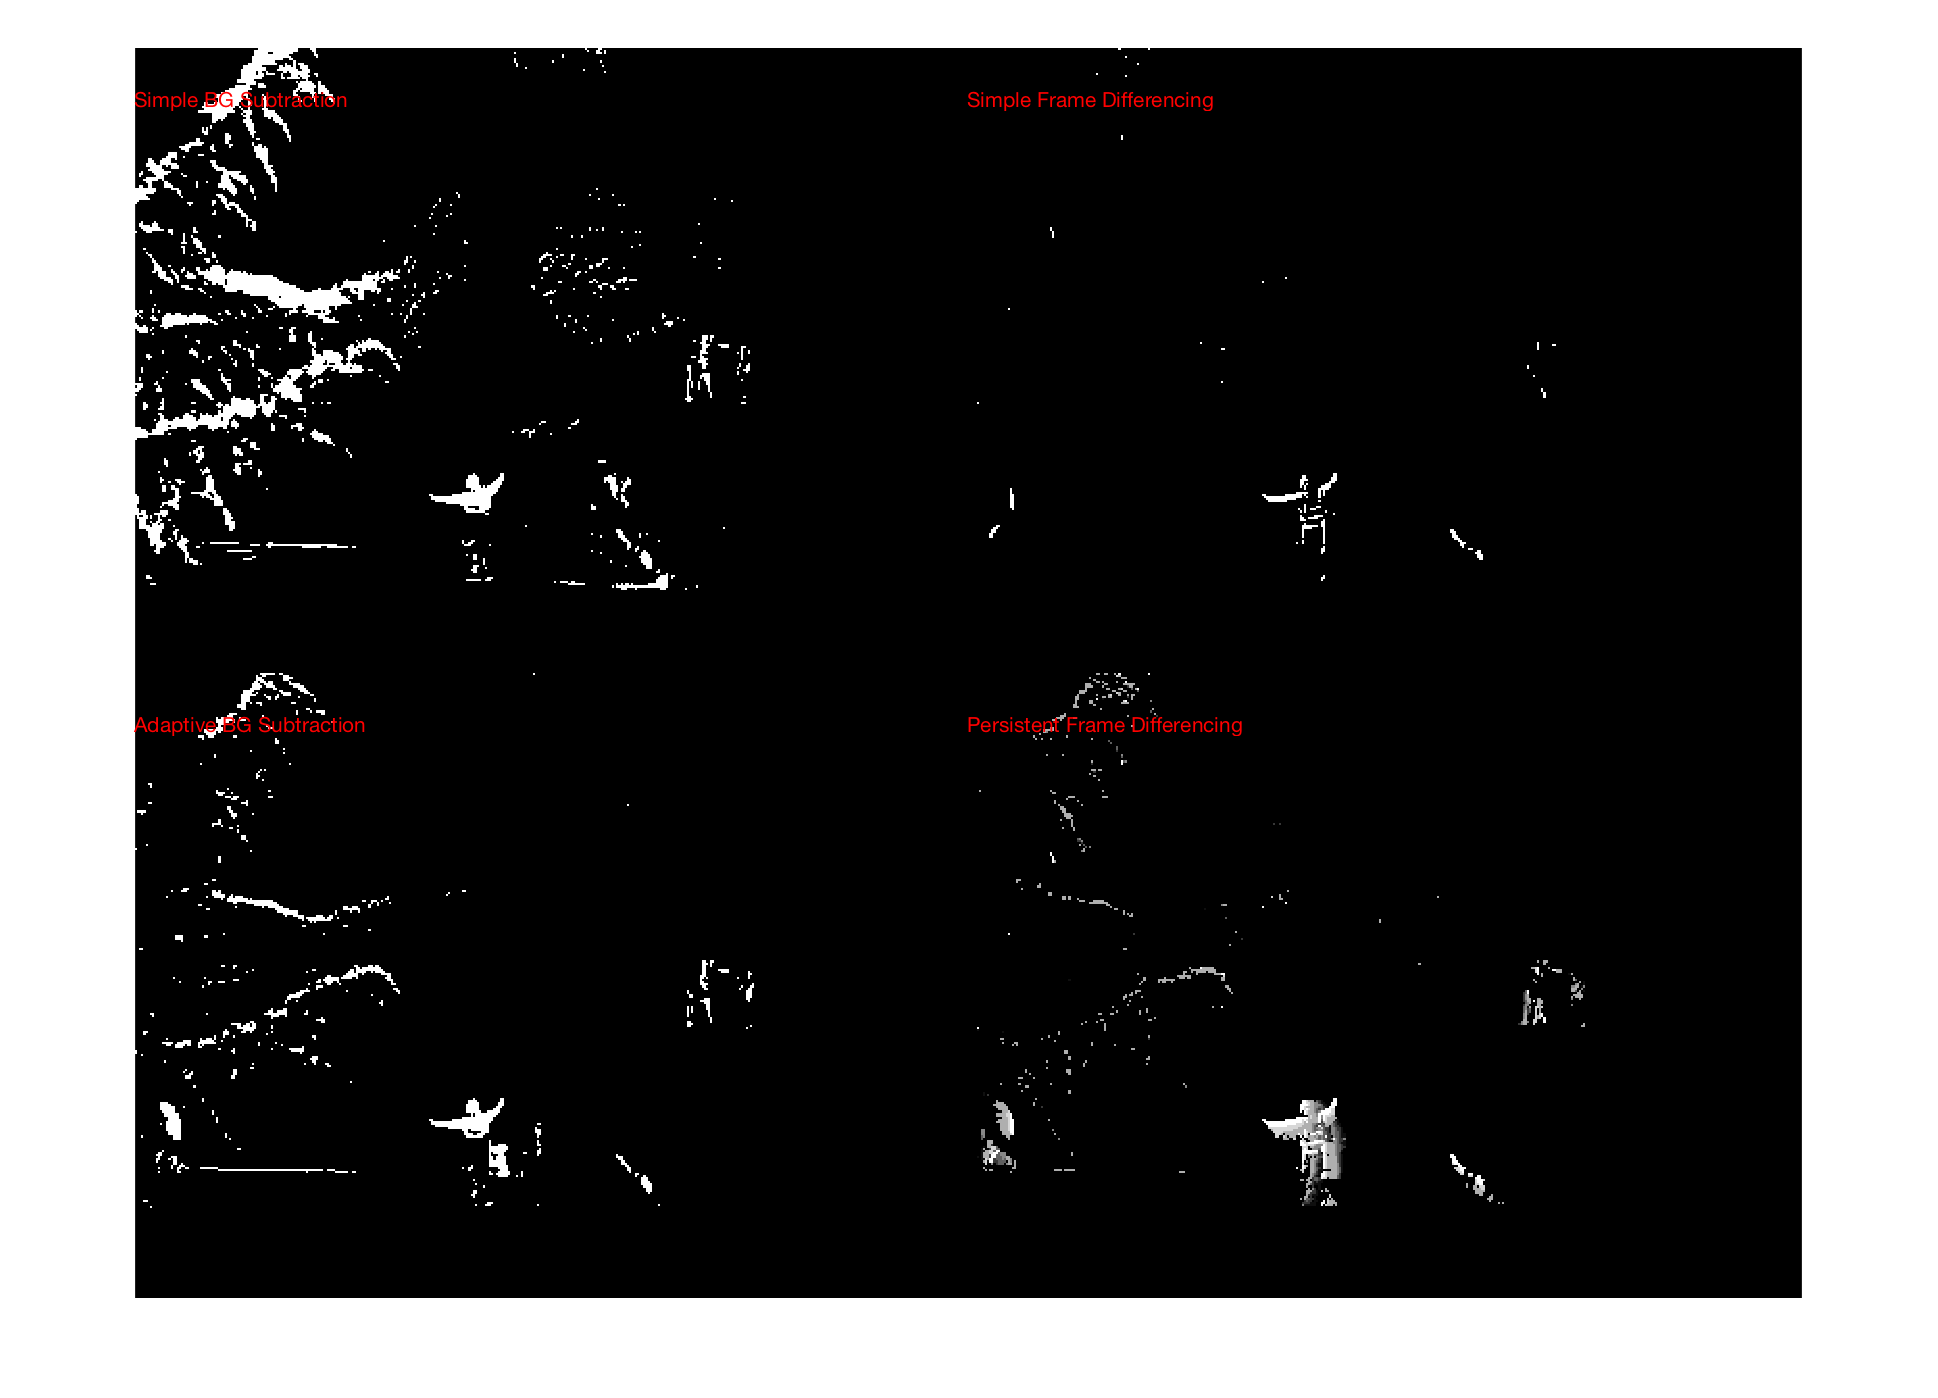 Simple BG Subtraction
Simple Frame Differencing
Adaptive BG Subtraction
Persistent Frame Differencing